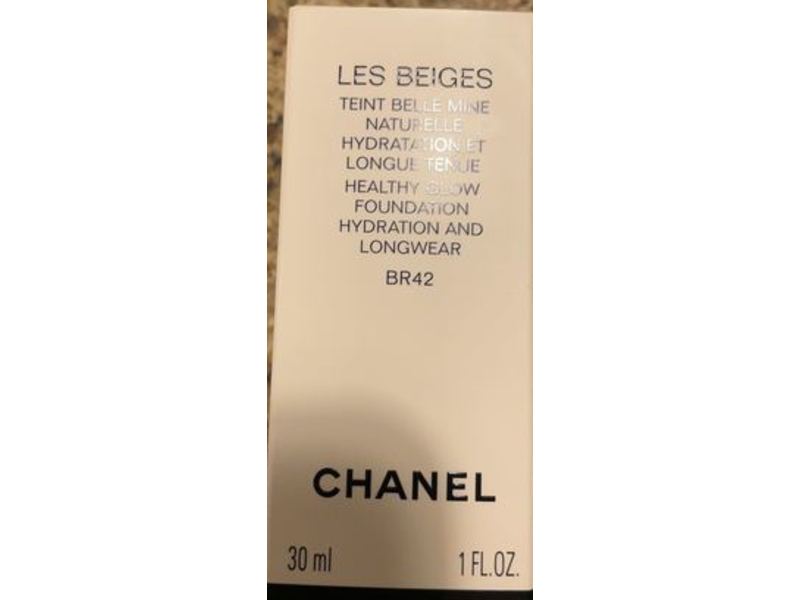 LES BEIGES
TEINT BELLE MINE
NATURELLE
HYDRATATION ET
LONGUE TENUE
HEALTHY GLOW
FOUNDATION
HYDRATION AND
LONGWEAR
BR42
CHANEL
30 ml 1 FL.OZ.